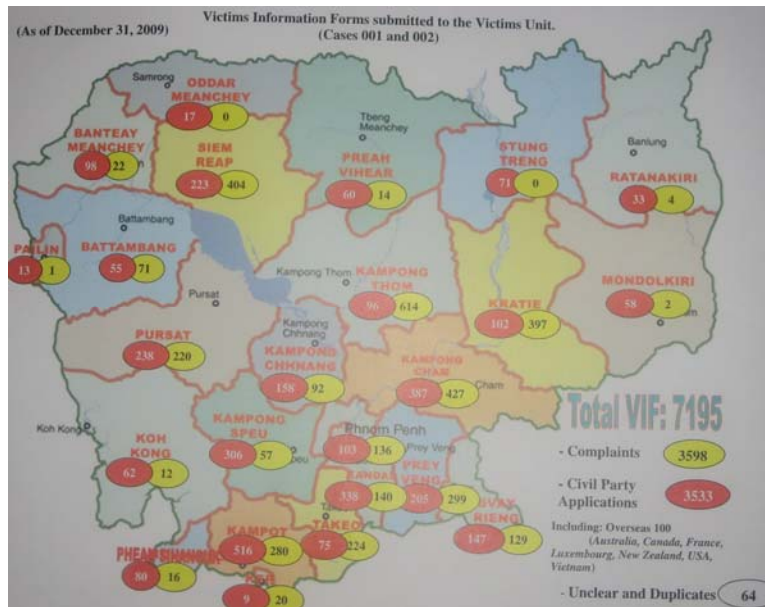 Victims Information Forms submitted to the Victims Unit.
(As of December 31, 2009)
(Cases 001 and 002)
Samrong
ODDAR
MEANCHEY
17 0
BANTEAY
MEANCHEY
98 22
SIEM
REAP
223 404
Tbeng
Meanchey
PREAH
VIHEAR
60 14
STUNG
TRENG
71 0
Banlung
RATANAKIRI
33 4
PAILIN
13 1
Battambang
BATTAMBANG
55 71
Kampong Thom
KAMPONG
THOM
96 614
KRATIE
102 397
MONDOLKIRI
58 2
Pursat
PURSAT
238 220
Kampong
Chhnang
KAMPONG
CHHNANG
158 92
KAMPONG
CHAM
Cham
387 427
Koh Kong
KOH
KONG
62 12
KAMPONG
SPEU
306 57
Phnom Penh
103 136
Prey Veng
PREY
VENG
205 299
KANDAL
338 140
SVAY
RIENG
147 129
KAMPOT
516 280
TAKEO
75 224
80 16
9 20
Total VIF: 7195
- Complaints 3598
- Civil Party
Applications 3533
Including: Overseas 100
(Australia, Canada, France,
Luxembourg, New Zealand, USA,
Vietnam)
- Unclear and Duplicates 64